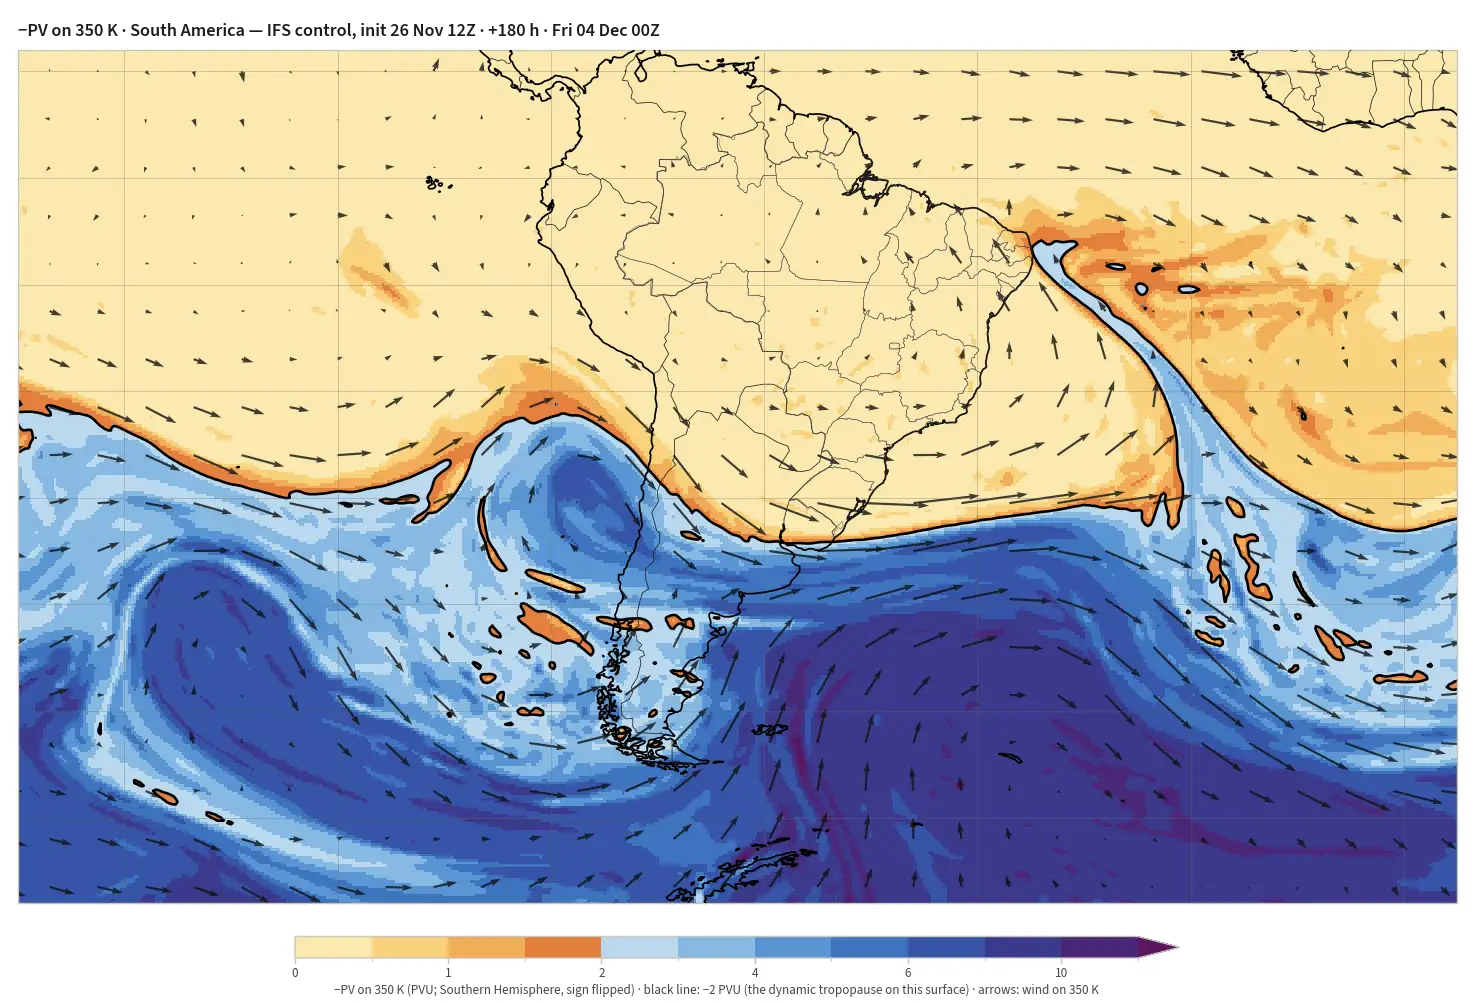 −PV on 350 K · South America — IFS control, init 26 Nov 12Z · +180 h · Fri 04 Dec 00Z
0 1 2 4 6 10
−PV on 350 K (PVU; Southern Hemisphere, sign flipped) · black line: −2 PVU (the dynamic tropopause on this surface) · arrows: wind on 350 K